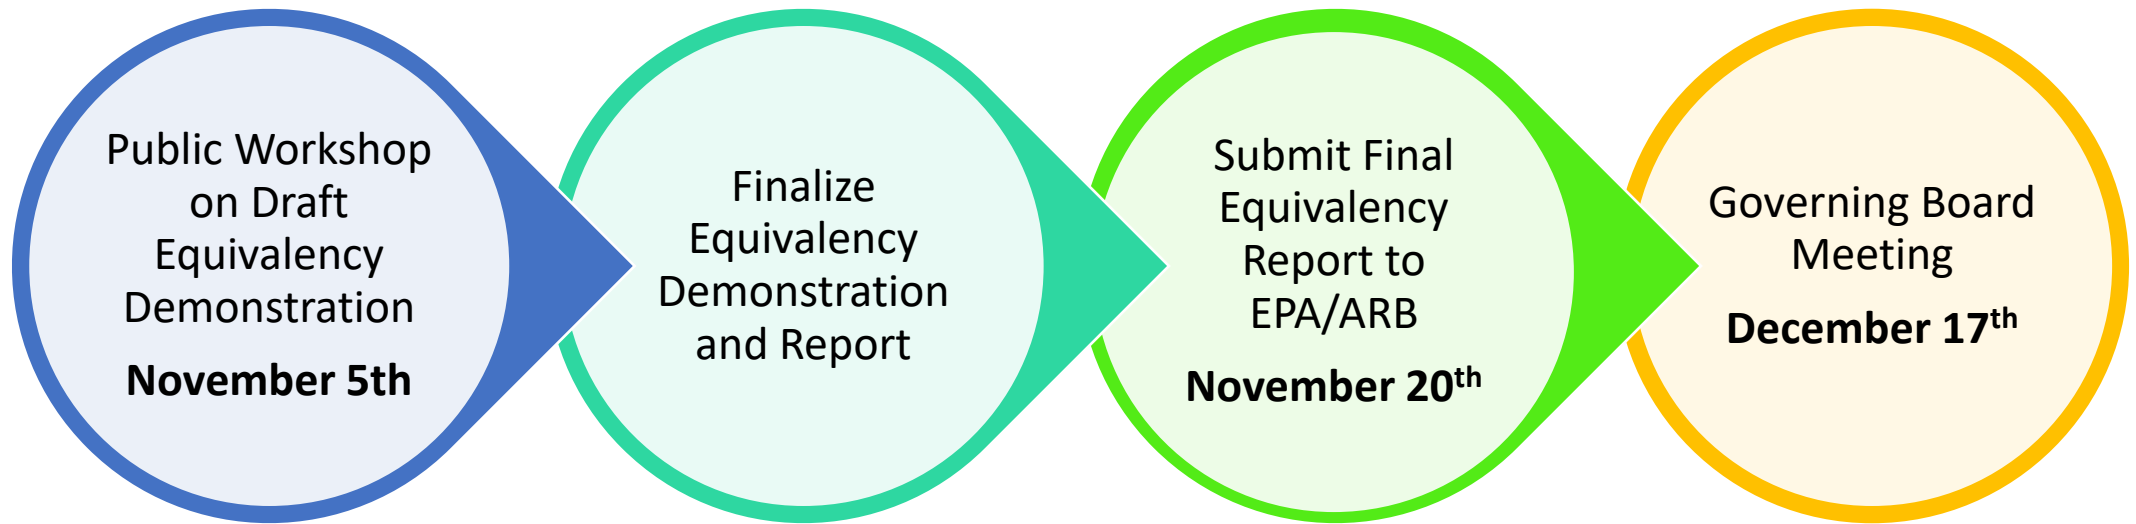 Public Workshop
on Draft
Equivalency
Demonstration
November 5th
Finalize
Equivalency
Demonstration
and Report
Submit Final
Equivalency
Report to
EPA/ARB
November 20th
Governing Board
Meeting
December 17th